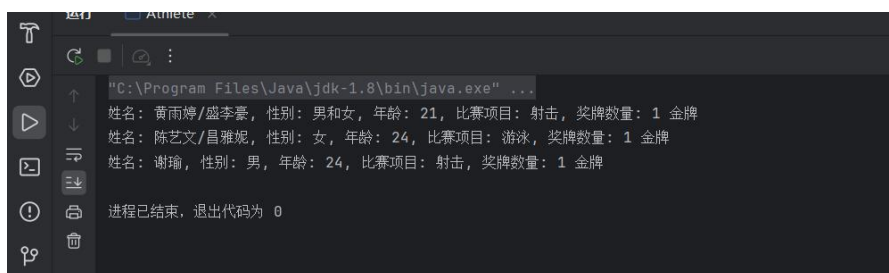 运行
Athlete ×
"C:\Program Files\Java\jdk-1.8\bin\java.exe" ...
姓名: 黄雨婷/盛李豪, 性别: 男和女, 年龄: 21, 比赛项目: 射击, 奖牌数量: 1 金牌
姓名: 陈艺文/昌雅妮, 性别: 女, 年龄: 24, 比赛项目: 游泳, 奖牌数量: 1 金牌
姓名: 谢瑜, 性别: 男, 年龄: 24, 比赛项目: 射击, 奖牌数量: 1 金牌
进程已结束，退出代码为 0